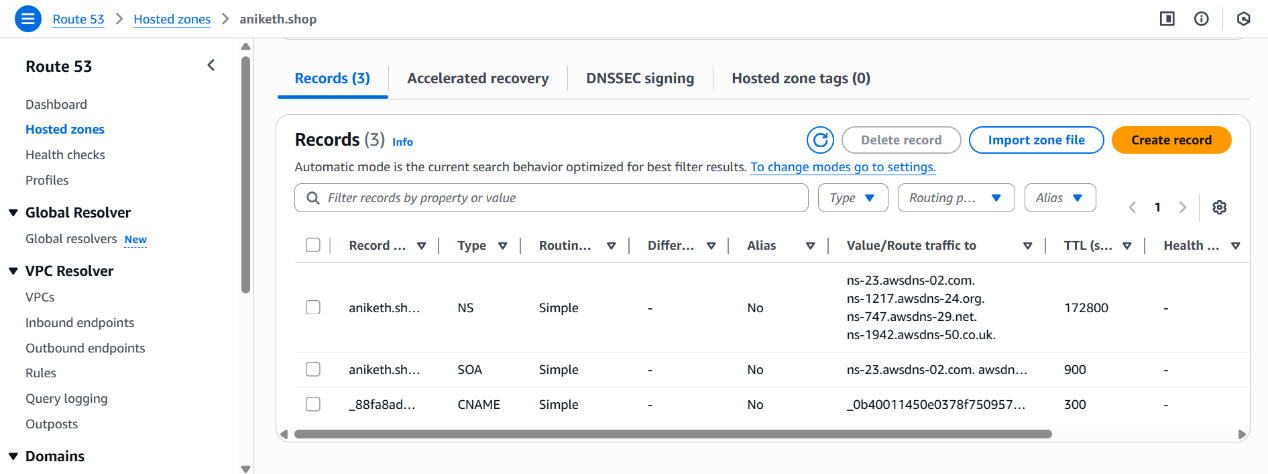 Route 53 > Hosted zones > aniketh.shop
Route 53
Dashboard
Hosted zones
Health checks
Profiles
Global Resolver
Global resolvers New
VPC Resolver
VPCs
Inbound endpoints
Outbound endpoints
Rules
Query logging
Outposts
Domains
Records (3) Accelerated recovery DNSSEC signing Hosted zone tags (0)
Records (3) Info Delete record Import zone file Create record
Automatic mode is the current search behavior optimized for best filter results. To change modes go to settings.
Filter records by property or value Type Routing p... Alias 1
Record ... Type Routin... Differ... Alias Value/Route traffic to TTL (s... Health ...
ns-23.awsdns-02.com.
ns-1217.awsdns-24.org.
aniketh.sh... NS Simple - No 172800 -
ns-747.awsdns-29.net.
ns-1942.awsdns-50.co.uk.
aniketh.sh... SOA Simple - No ns-23.awsdns-02.com. awsdn... 900 -
_88fa8ad... CNAME Simple - No _0b40011450e0378f750957... 300 -